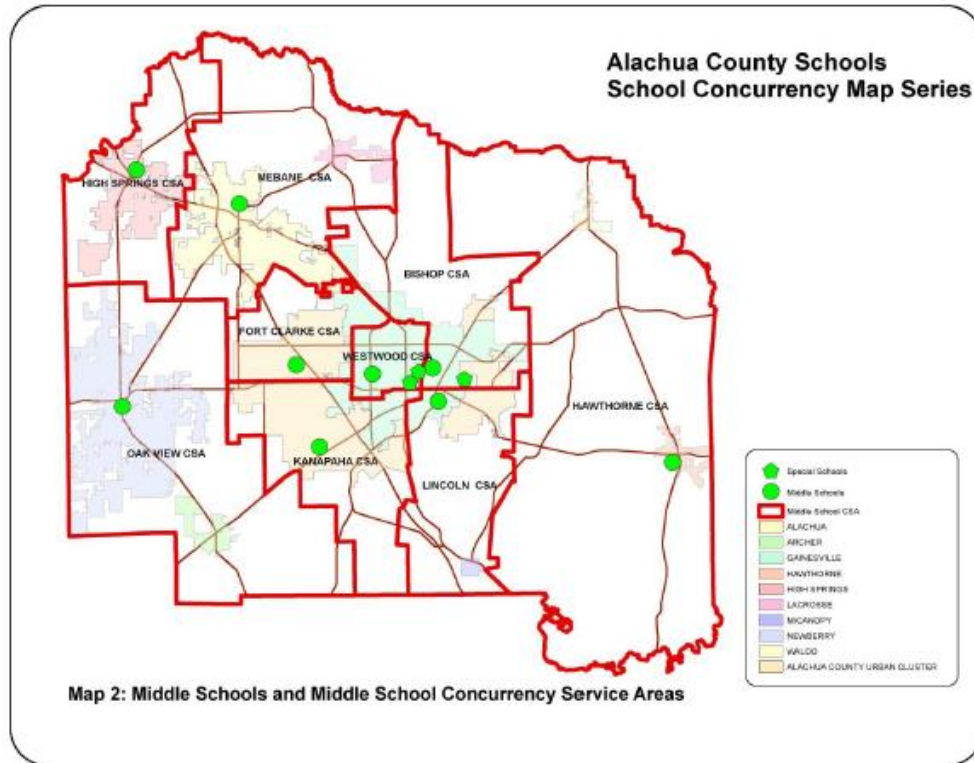 Alachua County Schools
School Concurrency Map Series
HIGH SPRINGS CSA
MEBANE CSA
BISHOP CSA
FORT CLARKE CSA
WESTWOOD CSA
HAWTHORNE CSA
OAK VIEW CSA
KANAPAHA CSA
LINCOLN CSA
Special Schools
Middle Schools
Middle School CSA
ALACHUA
ARCHER
GAINESVILLE
HAWTHORNE
HIGH SPRINGS
LACROSSE
MICANOPY
NEWBERRY
WALDO
ALACHUA COUNTY URBAN CLUSTER
Map 2: Middle Schools and Middle School Concurrency Service Areas